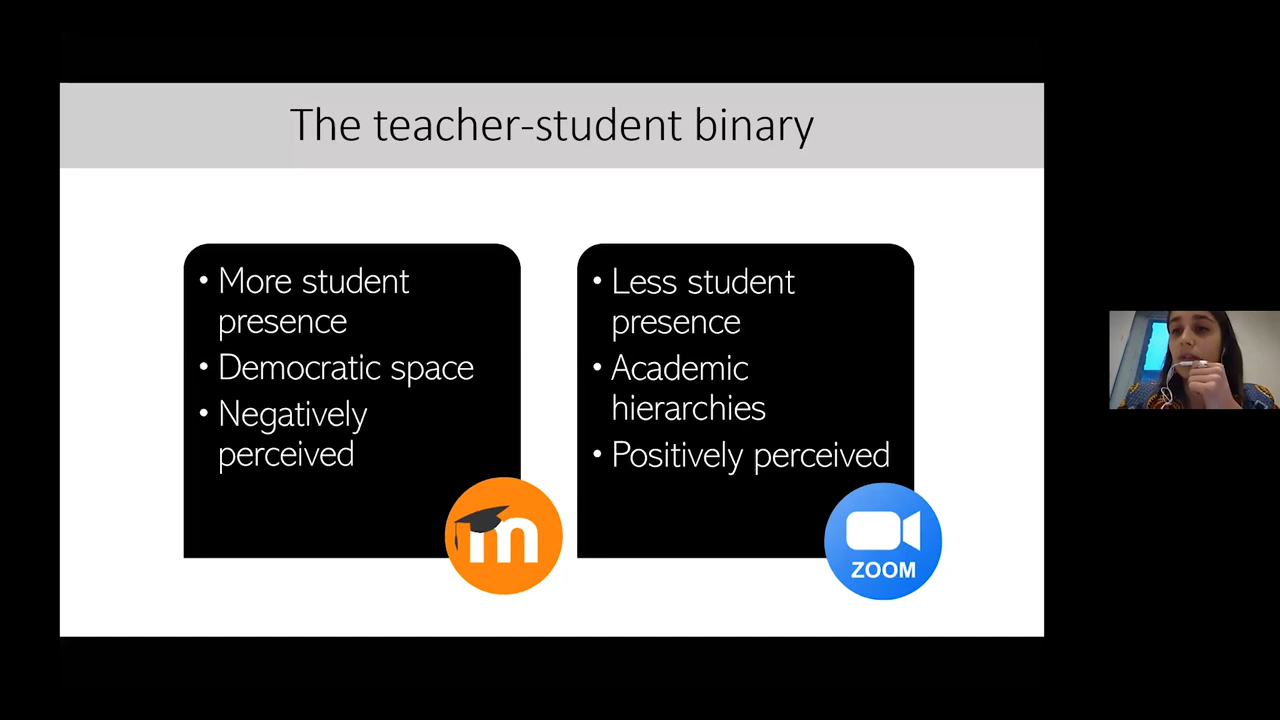 The teacher-student binary
• More student
presence
• Democratic space
• Negatively
perceived
m
• Less student
presence
• Academic
hierarchies
• Positively perceived
ZOOM